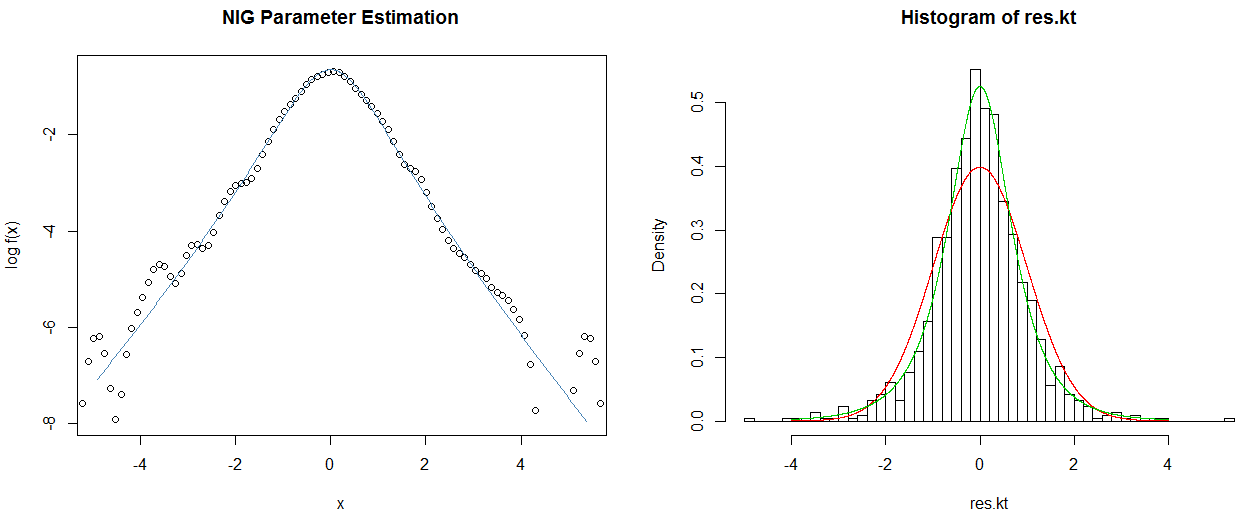 NIG Parameter Estimation
log f(x)
-2
-4
-6
-8
-4 -2 0 2 4
x
Histogram of res.kt
Density
0.5
0.4
0.3
0.2
0.1
0.0
-4 -2 0 2 4
res.kt